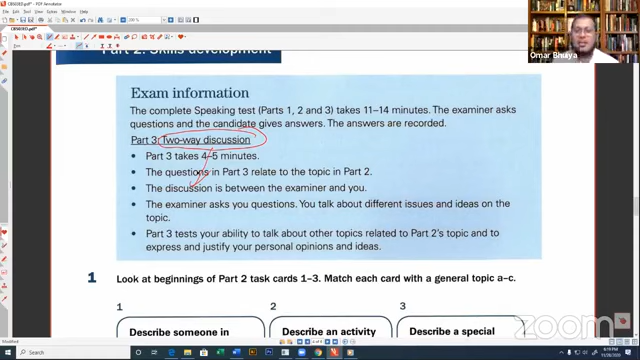 CB501ED.pdf* - PDF Annotator
Part 2: Skills development
Omar Bhuiya
Exam information
The complete Speaking test (Parts 1, 2 and 3) takes 11–14 minutes. The examiner asks
questions and the candidate gives answers. The answers are recorded.
Part 3: Two-way discussion
• Part 3 takes 4–5 minutes.
• The questions in Part 3 relate to the topic in Part 2.
• The discussion is between the examiner and you.
• The examiner asks you questions. You talk about different issues and ideas on the
topic.
• Part 3 tests your ability to talk about other topics related to Part 2's topic and to
express and justify your personal opinions and ideas.
1 Look at beginnings of Part 2 task cards 1–3. Match each card with a general topic a–c.
1 2 3
Describe someone in Describe an activity Describe a special
zoom
Modified